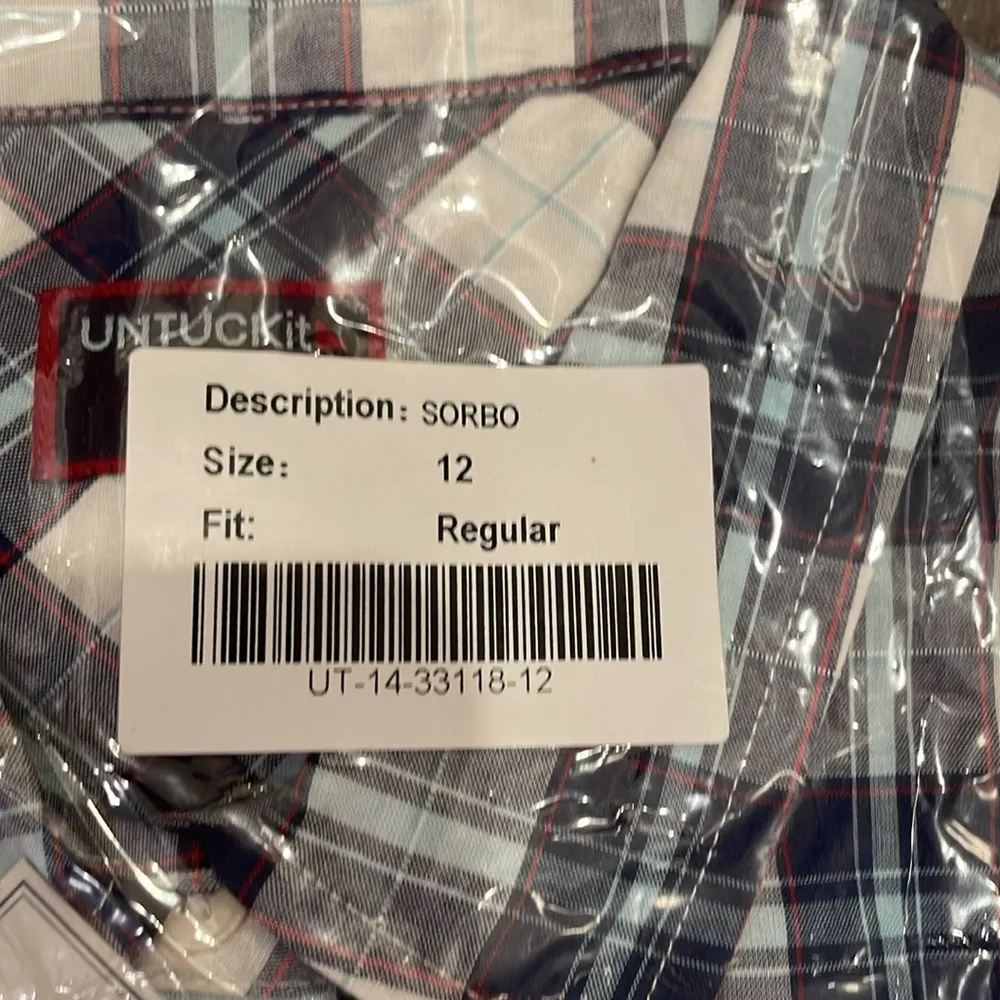 UNTUCKit
Description: SORBO
Size: 12
Fit: Regular
UT-14-33118-12